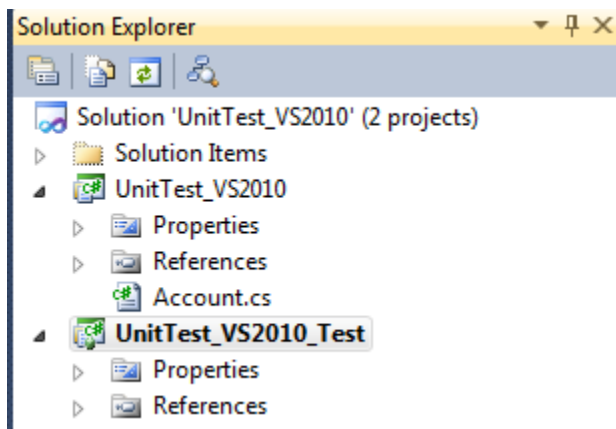 Solution Explorer
Solution 'UnitTest_VS2010' (2 projects)
Solution Items
UnitTest_VS2010
Properties
References
Account.cs
UnitTest_VS2010_Test
Properties
References